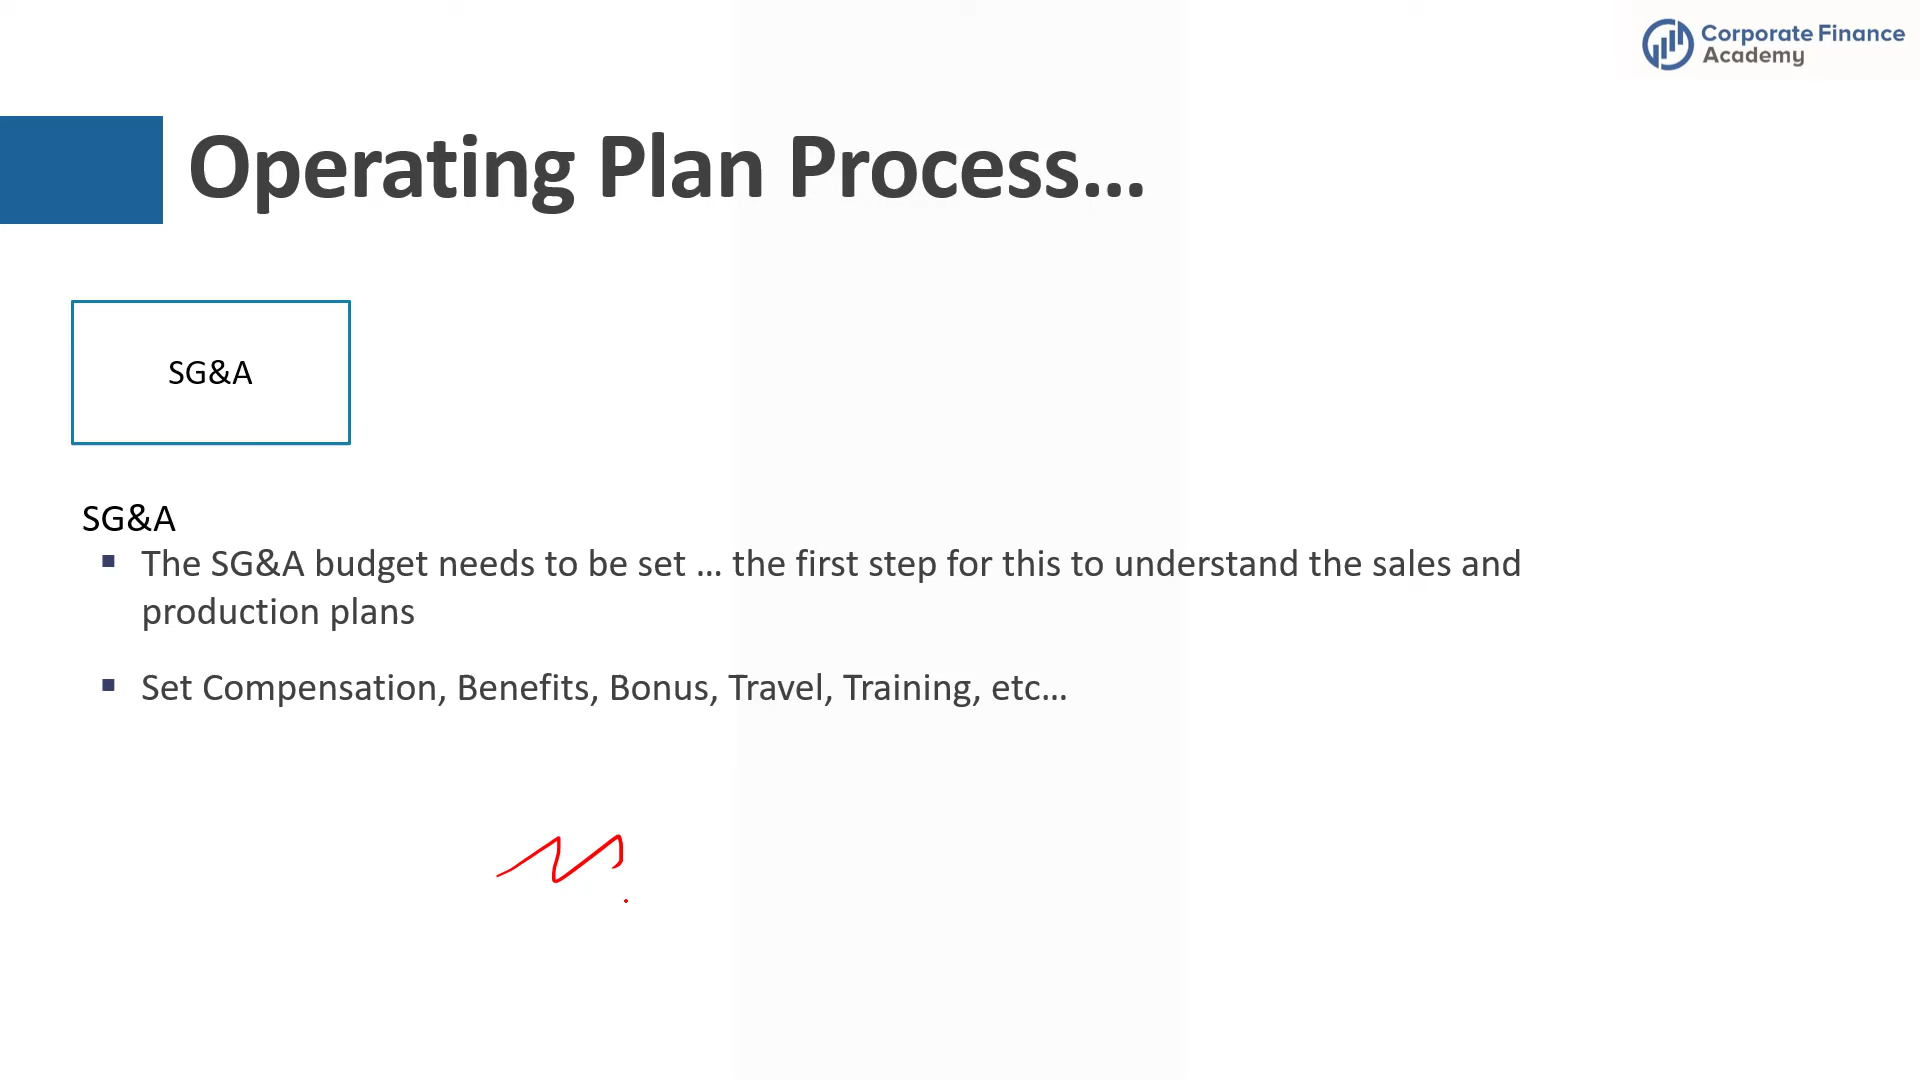 Corporate Finance
Academy
Operating Plan Process...
SG&A
SG&A
▪ The SG&A budget needs to be set ... the first step for this to understand the sales and
production plans
▪ Set Compensation, Benefits, Bonus, Travel, Training, etc...